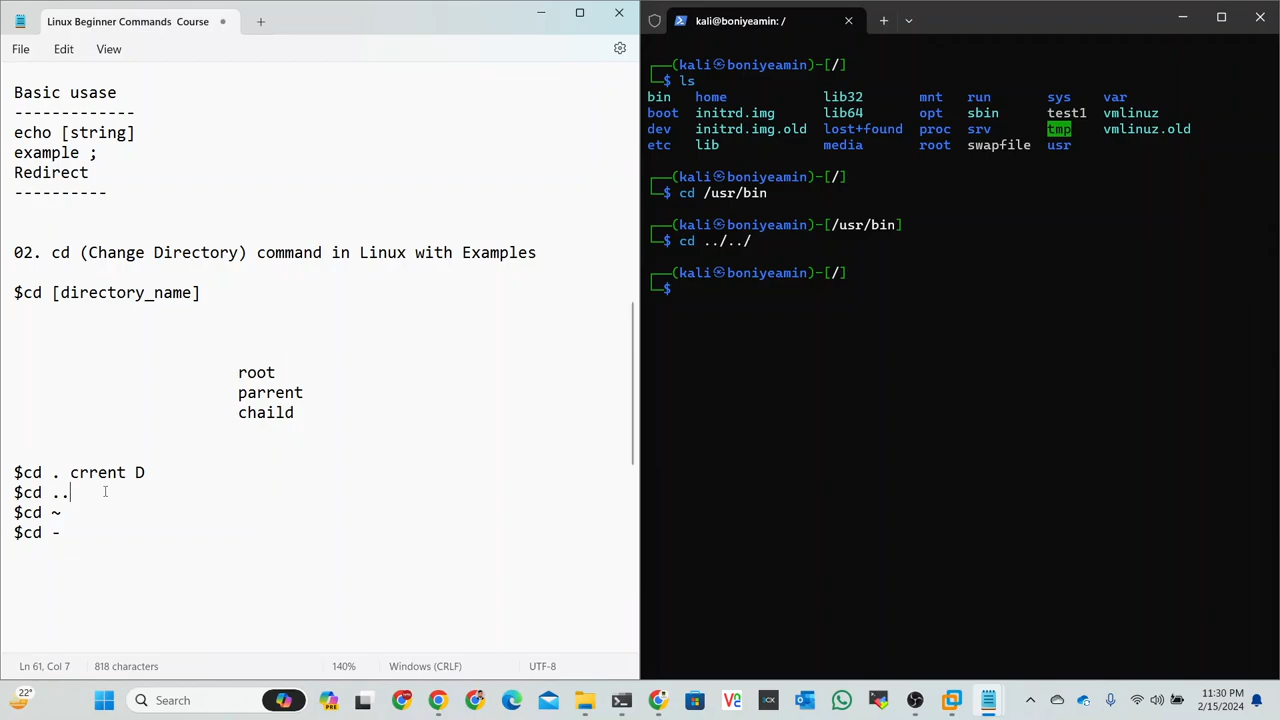 Linux Beginner Commands Course
File Edit View
Basic usase
-------------
echo [string]
example ;
Redirect
----------
02. cd (Change Directory) command in Linux with Examples
$cd [directory_name]
root
parrent
chaild
$cd . crrent D
$cd ..
$cd ~
$cd -
Ln 61, Col 7 818 characters 140% Windows (CRLF) UTF-8
kali@boniyeamin: /
┌──(kali㉿boniyeamin)-[/]
└─$ ls
bin home lib32 mnt run sys var
boot initrd.img lib64 opt sbin test1 vmlinuz
dev initrd.img.old lost+found proc srv tmp vmlinuz.old
etc lib media root swapfile usr
┌──(kali㉿boniyeamin)-[/]
└─$ cd /usr/bin
┌──(kali㉿boniyeamin)-[/usr/bin]
└─$ cd ../../
┌──(kali㉿boniyeamin)-[/]
└─$
22°
Search
PRE
11:30 PM
2/15/2024